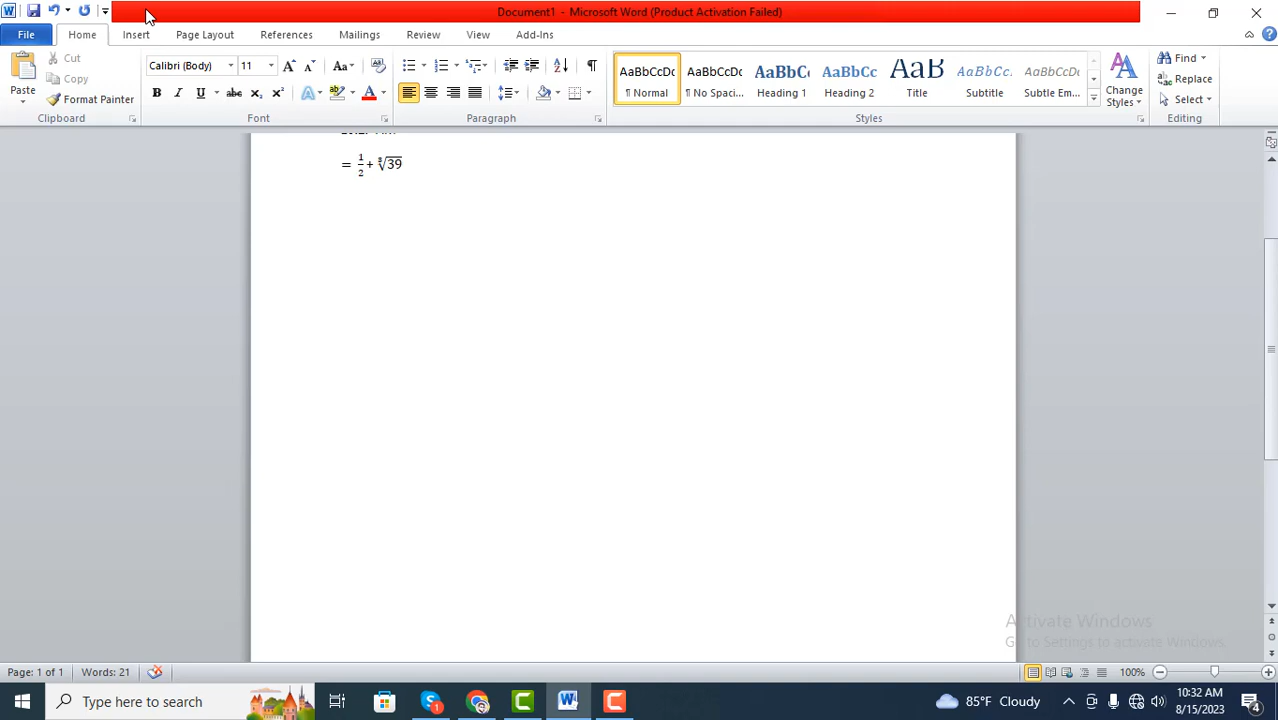 Document1 - Microsoft Word (Product Activation Failed)
File Home Insert Page Layout References Mailings Review View Add-Ins
Paste
Cut
Copy
Format Painter
Clipboard
Calibri (Body) 11
Font
Paragraph
AaBbCcDc AaBbCcDc AaBbCc AaBbCc AaB AaBbCc. AaBbCcDc
¶ Normal ¶ No Spaci... Heading 1 Heading 2 Title Subtitle Subtle Em...
Change Styles
Styles
Find
Replace
Select
Editing
= 1/2 + ∛39
Activate Windows
Go to Settings to activate Windows.
Page: 1 of 1 Words: 21 100%
Type here to search 85°F Cloudy 10:32 AM
8/15/2023 4